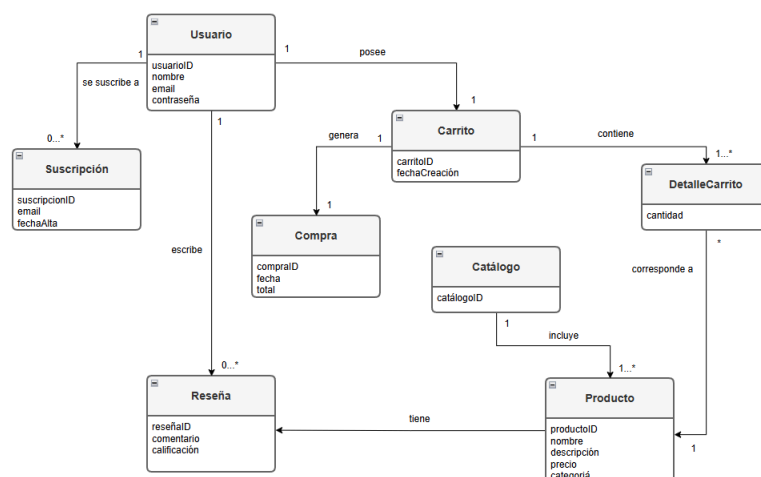 Usuario
usuarioID
nombre
email
contraseña
1
1
posee
se suscribe a
1
0...*
1
Suscripción
suscripcionID
email
fechaAlta
Carrito
carritoID
fechaCreación
genera
1
1
contiene
1...*
DetalleCarrito
cantidad
*
1
Compra
compraID
fecha
total
Catálogo
catálogoID
1
corresponde a
escribe
incluye
0...*
1...*
Reseña
reseñaID
comentario
calificación
tiene
Producto
productoID
nombre
descripción
precio
categoriá
1